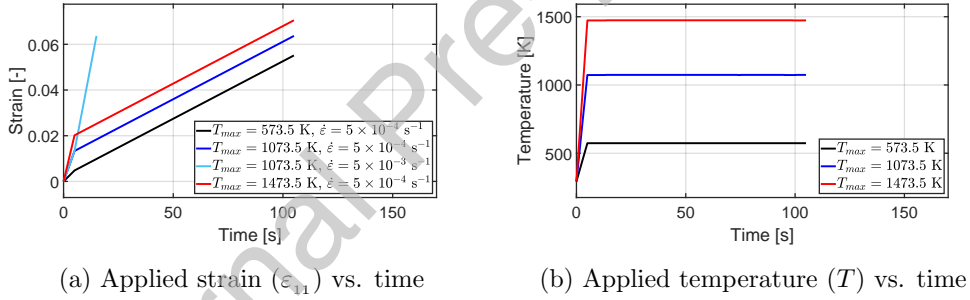 0.06
0.04
0.02
0
Strain [-]
0
50
100
150
Time [s]
T_max = 573.5 K, ε̇ = 5 × 10⁻⁴ s⁻¹
T_max = 1073.5 K, ε̇ = 5 × 10⁻⁴ s⁻¹
T_max = 1073.5 K, ε̇ = 5 × 10⁻³ s⁻¹
T_max = 1473.5 K, ε̇ = 5 × 10⁻⁴ s⁻¹
(a) Applied strain (ε₁₁) vs. time
1500
1000
500
Temperature [K]
0
50
100
150
Time [s]
T_max = 573.5 K
T_max = 1073.5 K
T_max = 1473.5 K
(b) Applied temperature (T) vs. time